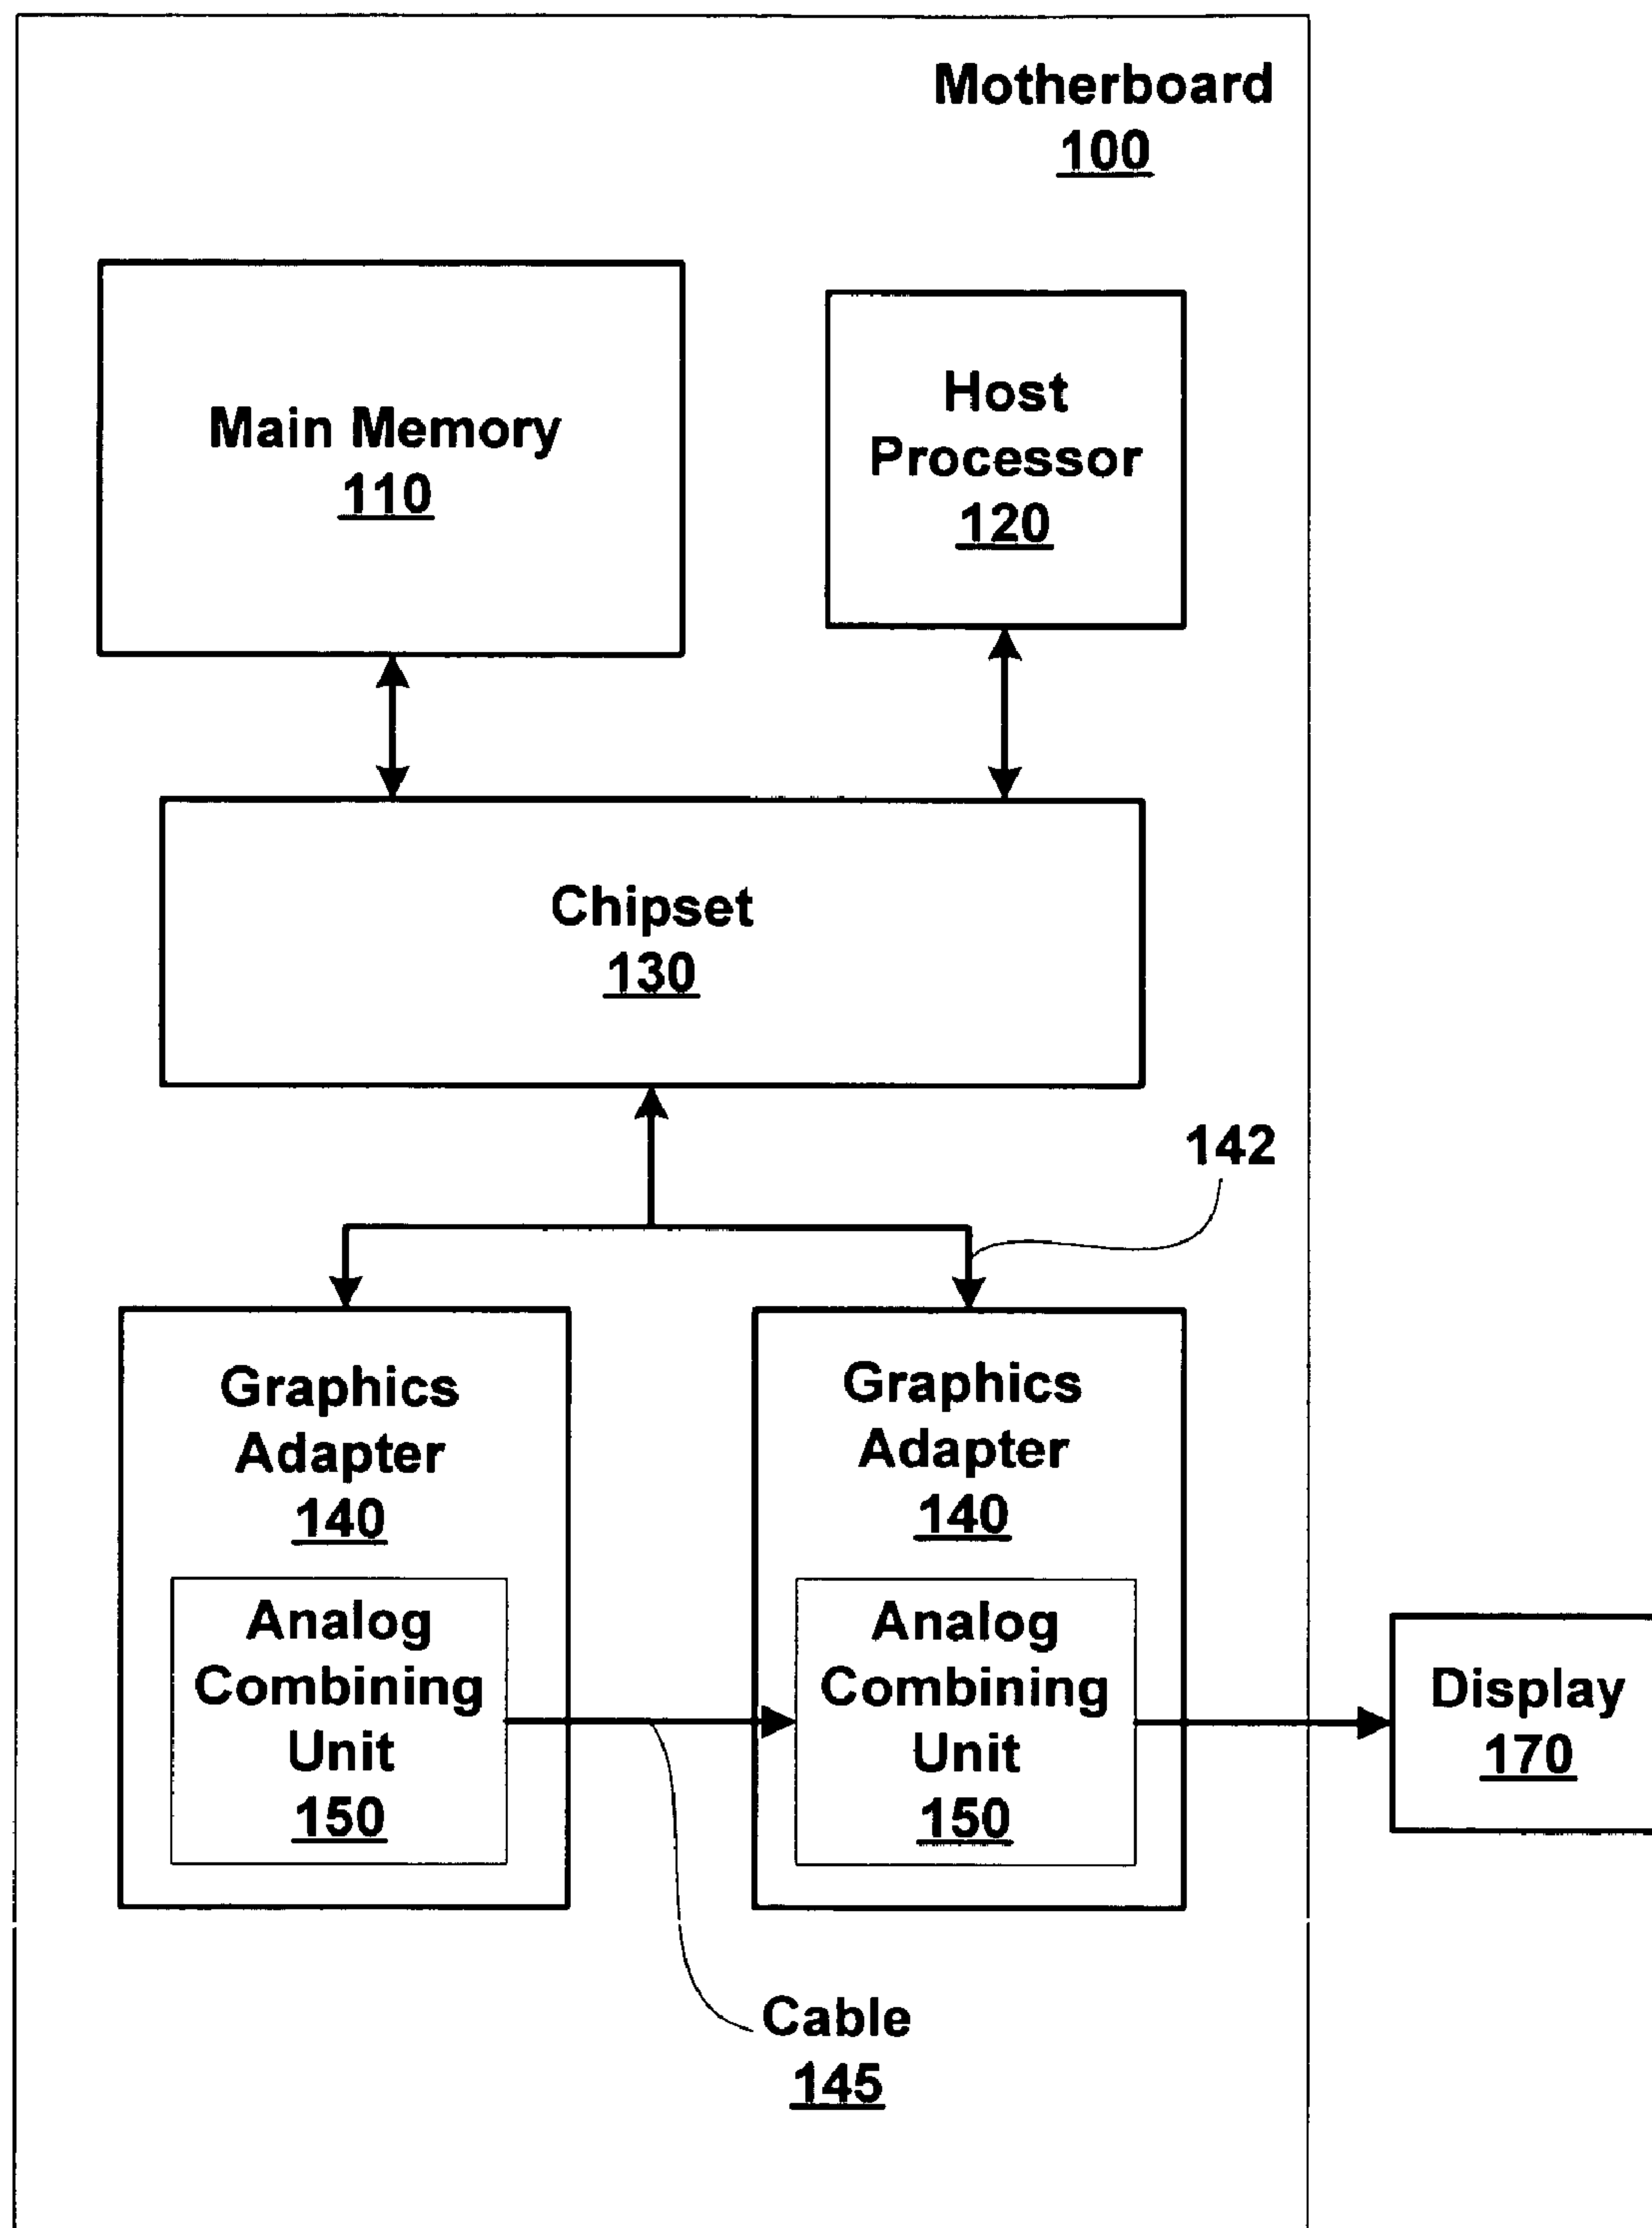 Motherboard
100
Main Memory
110
Host
Processor
120
Chipset
130
142
Graphics
Adapter
140
Graphics
Adapter
140
Analog
Combining
Unit
150
Analog
Combining
Unit
150
Display
170
Cable
145